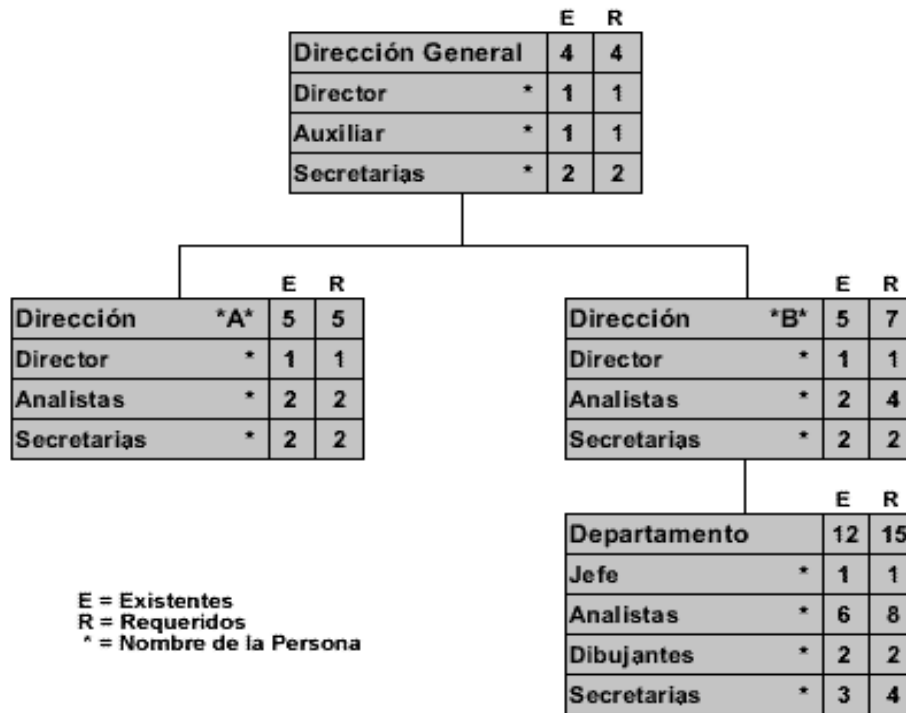 E R
Dirección General 4 4
Director * 1 1
Auxiliar * 1 1
Secretarias * 2 2
E R
Dirección *A* 5 5
Director * 1 1
Analistas * 2 2
Secretarias * 2 2
E R
Dirección *B* 5 7
Director * 1 1
Analistas * 2 4
Secretarias * 2 2
E R
Departamento 12 15
Jefe * 1 1
Analistas * 6 8
Dibujantes * 2 2
Secretarias * 3 4
E = Existentes
R = Requeridos
* = Nombre de la Persona